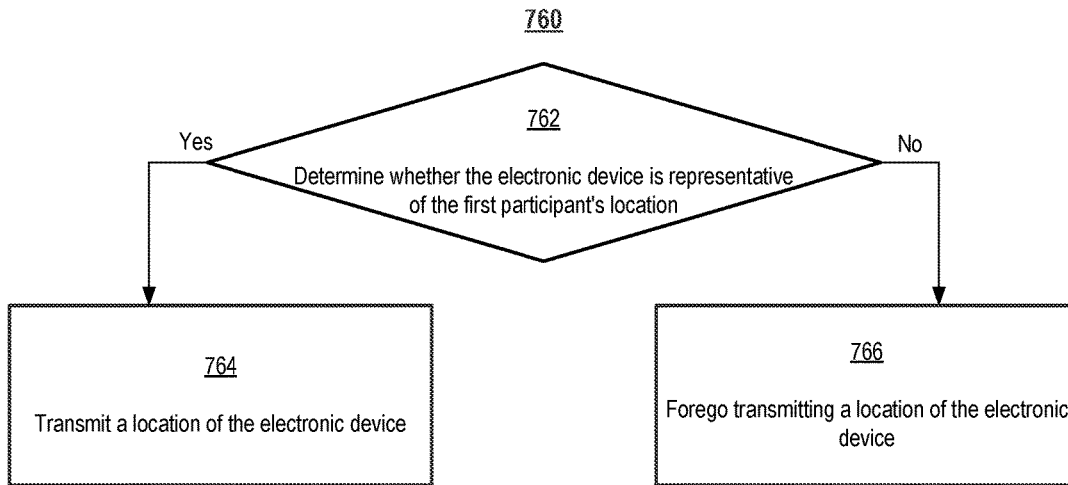 760
762
Yes
No
Determine whether the electronic device is representative
of the first participant's location
764
Transmit a location of the electronic device
766
Forego transmitting a location of the electronic
device